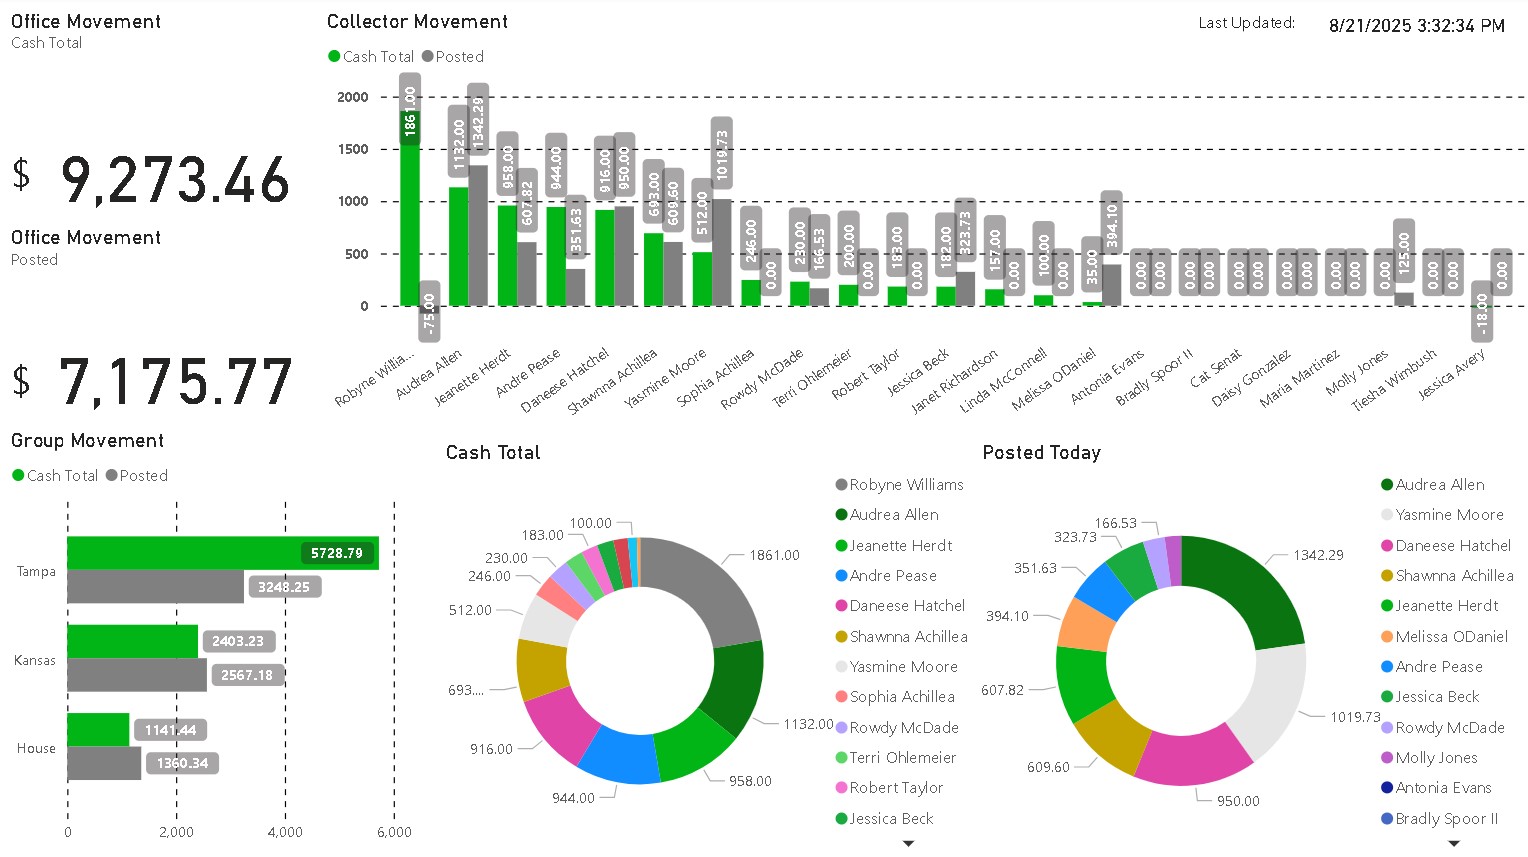 Office Movement
Cash Total
$ 9,273.46
Office Movement
Posted
$ 7,175.77
Collector Movement
Last Updated: 8/21/2025 3:32:34 PM
Cash Total Posted
2000
1500
1000
500
0
1861.00
-75.00
1132.00
1342.29
958.00
607.82
944.00
351.63
916.00
950.00
693.00
609.60
512.00
1019.73
246.00
0.00
230.00
166.53
200.00
0.00
183.00
0.00
182.00
323.73
157.00
0.00
100.00
0.00
35.00
394.10
0.00
0.00
0.00
0.00
0.00
0.00
0.00
0.00
0.00
0.00
0.00
125.00
0.00
0.00
-18.00
0.00
Robyne Willia...
Audrea Allen
Jeanette Herdt
Andre Pease
Daneese Hatchel
Shawnna Achillea
Yasmine Moore
Sophia Achillea
Rowdy McDade
Terri Ohlemeier
Robert Taylor
Jessica Beck
Janet Richardson
Linda McConnell
Melissa ODaniel
Antonia Evans
Bradly Spoor II
Cat Senat
Daisy Gonzalez
Maria Martinez
Molly Jones
Tiesha Wimbush
Jessica Avery
Group Movement
Cash Total Posted
Tampa
5728.79
3248.25
Kansas
2403.23
2567.18
House
1141.44
1360.34
0 2,000 4,000 6,000
Cash Total
100.00
183.00
230.00
246.00
512.00
693....
916.00
944.00
958.00
1132.00
1861.00
Robyne Williams
Audrea Allen
Jeanette Herdt
Andre Pease
Daneese Hatchel
Shawnna Achillea
Yasmine Moore
Sophia Achillea
Rowdy McDade
Terri Ohlemeier
Robert Taylor
Jessica Beck
Posted Today
166.53
323.73
351.63
394.10
607.82
609.60
950.00
1019.73
1342.29
Audrea Allen
Yasmine Moore
Daneese Hatchel
Shawnna Achillea
Jeanette Herdt
Melissa ODaniel
Andre Pease
Jessica Beck
Rowdy McDade
Molly Jones
Antonia Evans
Bradly Spoor II